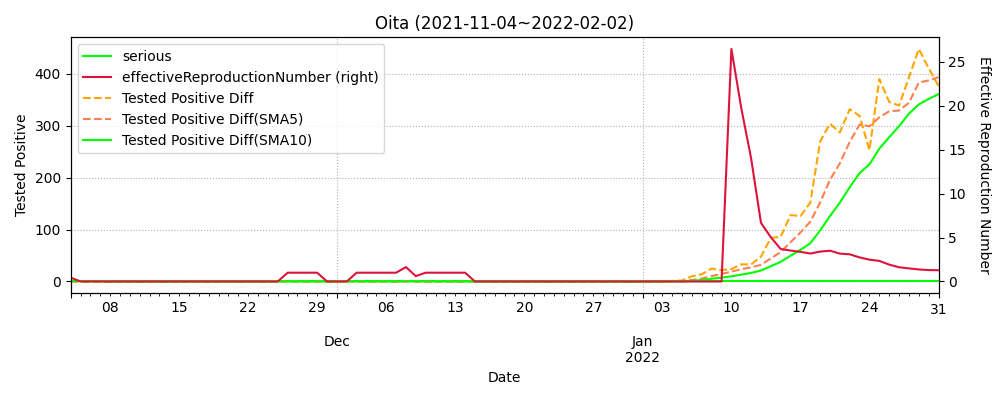 Oita (2021-11-04~2022-02-02)
serious
effectiveReproductionNumber (right)
Tested Positive Diff
Tested Positive Diff(SMA5)
Tested Positive Diff(SMA10)
Tested Positive
400
300
200
100
0
25
20
15
10
5
0
Effective Reproduction Number
08 15 22 29 06 13 20 27 03 10 17 24 31
Dec Jan
2022
Date